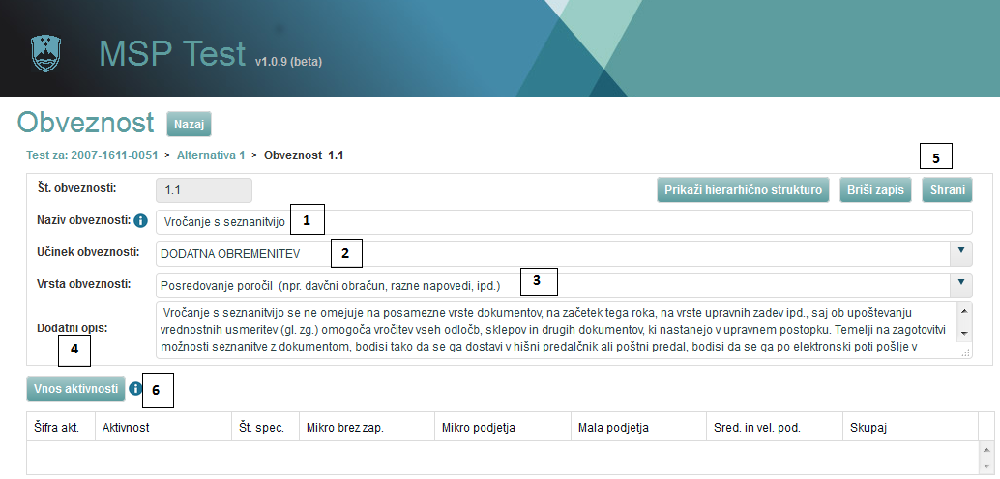 MSP Test v1.0.9 (beta)
Obveznost Nazaj
Test za: 2007-1611-0051 > Alternativa 1 > Obveznost 1.1
5
Št. obveznosti: 1.1 Prikaži hierarhično strukturo Briši zapis Shrani
Naziv obveznosti: i Vročanje s seznanitvijo 1
Učinek obveznosti: DODATNA OBREMENITEV 2
Vrsta obveznosti: Posredovanje poročil (npr. davčni obračun, razne napovedi, ipd.) 3
Dodatni opis: Vročanje s seznanitvijo se ne omejuje na posamezne vrste dokumentov, na začetek tega roka, na vrste upravnih zadev ipd., saj ob upoštevanju
vrednostnih usmeritev (gl. zg.) omogoča vročitev vseh odločb, sklepov in drugih dokumentov, ki nastanejo v upravnem postopku. Temelji na zagotovitvi
možnosti seznanitve z dokumentom, bodisi tako da se ga dostavi v hišni predalčnik ali poštni predal, bodisi da se ga po elektronski poti pošlje v
4
Vnos aktivnosti i 6
Šifra akt. Aktivnost Št. spec. Mikro brez zap. Mikro podjetja Mala podjetja Sred. in vel. pod. Skupaj